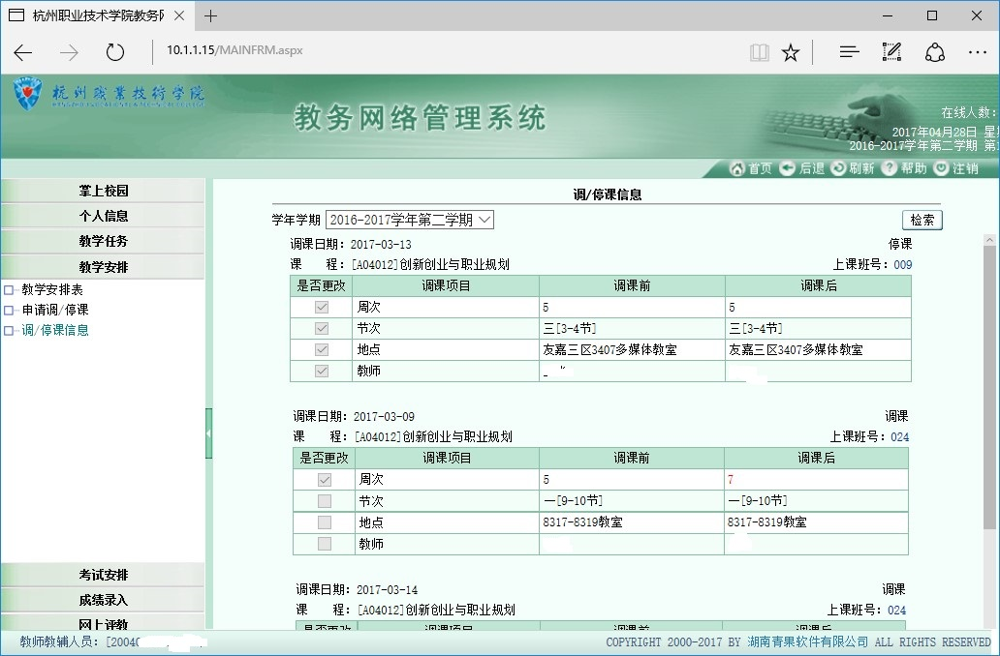 杭州职业技术学院教务
10.1.1.15/MAINFRM.aspx
杭州职业技术学院
教务网络管理系统
在线人数:
2017年04月28日 星
2016-2017学年第二学期 第
首页 后退 刷新 帮助 注销
掌上校园
个人信息
教学任务
教学安排
教学安排表
申请调/停课
调/停课信息
考试安排
成绩录入
网上评教
调/停课信息
学年学期 2016-2017学年第二学期 检索
调课日期: 2017-03-13 停课
课 程: [A04012]创新创业与职业规划 上课班号: 009
是否更改 调课项目 调课前 调课后
周次 5 5
节次 三[3-4节] 三[3-4节]
地点 友嘉三区3407多媒体教室 友嘉三区3407多媒体教室
教师
调课日期: 2017-03-09 调课
课 程: [A04012]创新创业与职业规划 上课班号: 024
是否更改 调课项目 调课前 调课后
周次 5 7
节次 一[9-10节] 一[9-10节]
地点 8317-8319教室 8317-8319教室
教师
调课日期: 2017-03-14 调课
课 程: [A04012]创新创业与职业规划 上课班号: 024
是否更改 调课项目 调课前 调课后
教师教辅人员: [2004
COPYRIGHT 2000-2017 BY 湖南青果软件有限公司 ALL RIGHTS RESERVED